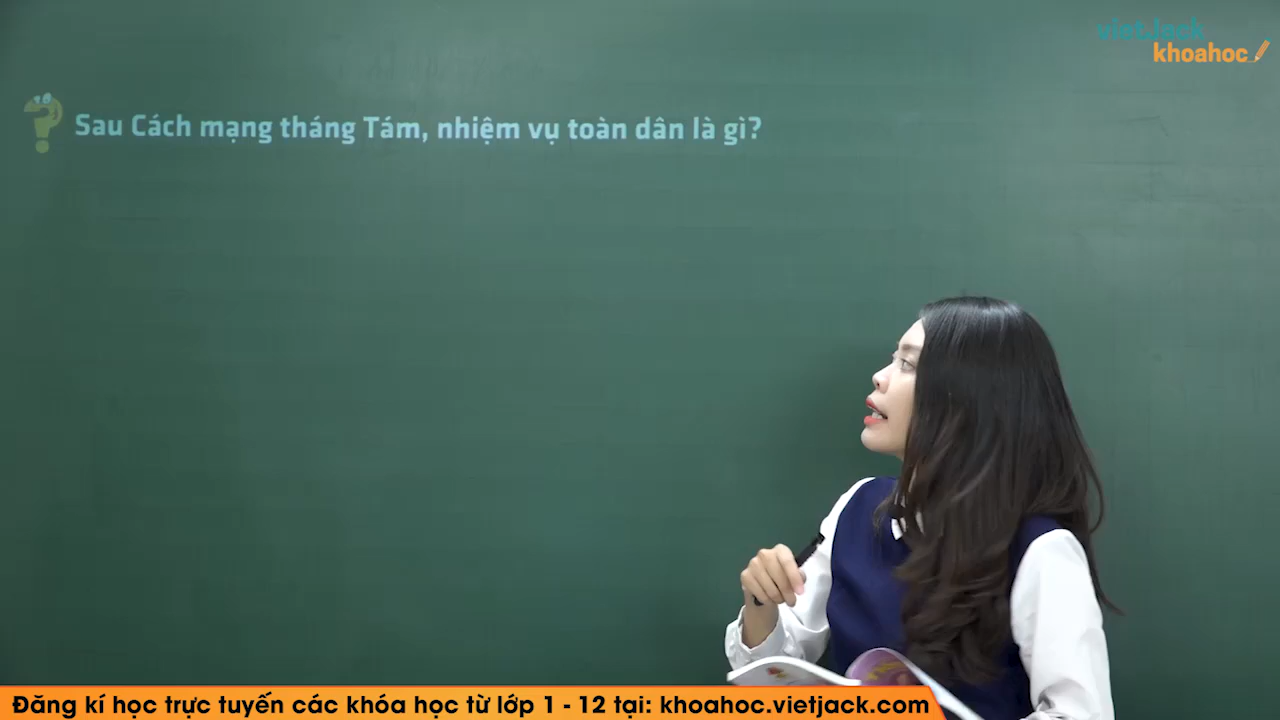 vietJack
khoahoc
Sau Cách mạng tháng Tám, nhiệm vụ toàn dân là gì?
Đăng kí học trực tuyến các khóa học từ lớp 1 - 12 tại: khoahoc.vietjack.com